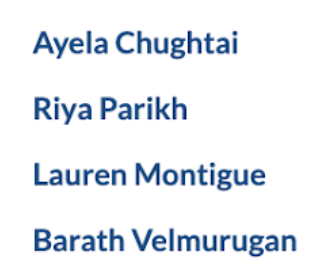 Ayela Chughtai
Riya Parikh
Lauren Montigue
Barath Velmurugan